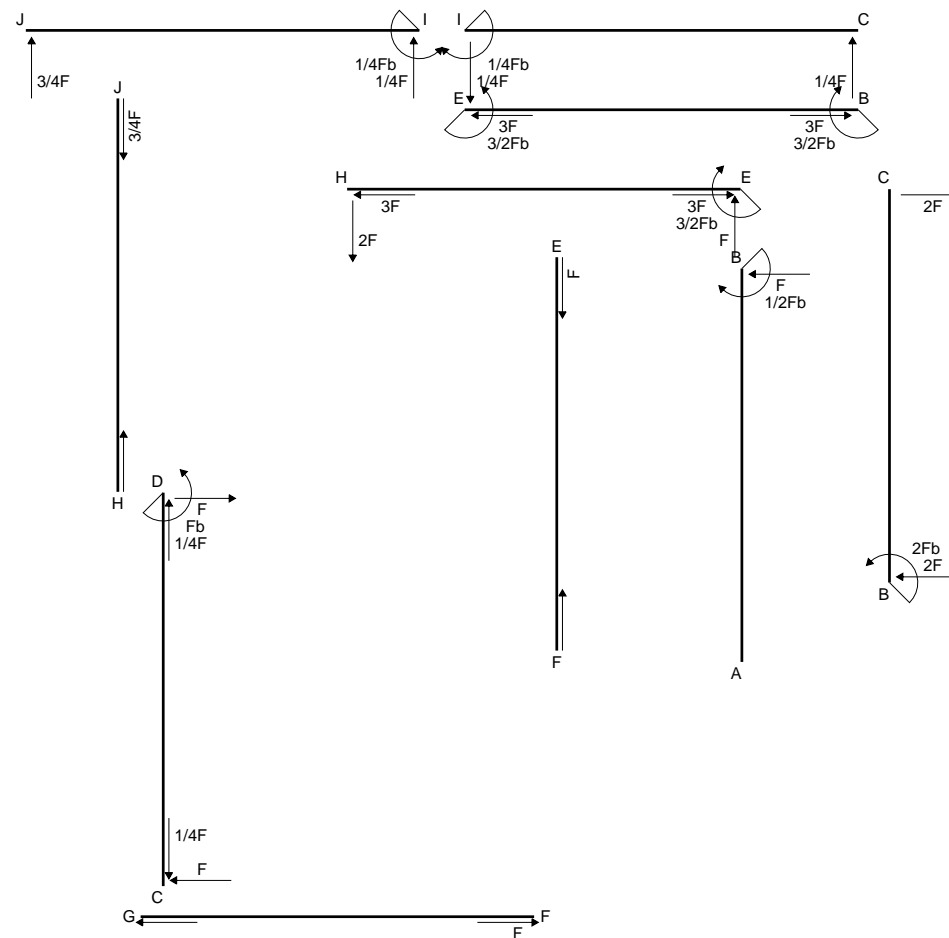 J I I C
3/4F 1/4Fb 1/4Fb 1/4F
1/4F 1/4F
J E B
3/4F 3F 3F
3/2Fb 3/2Fb
H E C
3F 3F 2F
3/2Fb
2F F
E B
F F
1/2Fb
H D
F
Fb
1/4F
2Fb
2F
B
F A
1/4F
F
C
G F
F